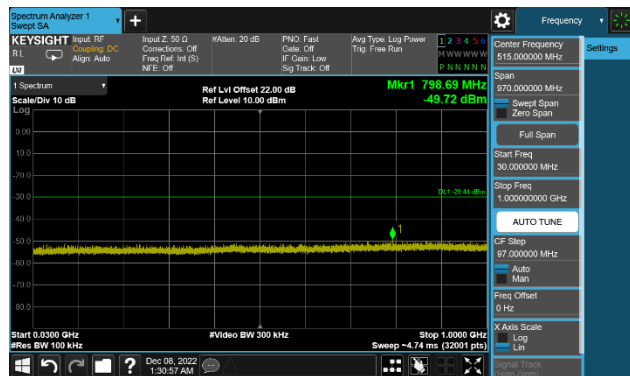 Spectrum Analyzer 1
Swept SA
Frequency
KEYSIGHT
RL
LXI
Input: RF
Coupling: DC
Align: Auto
Input Z: 50 Ω
Corrections: Off
Freq Ref: Int (S)
NFE: Off
#Atten: 20 dB
PNO: Fast
Gate: Off
IF Gain: Low
Sig Track: Off
Avg Type: Log-Power
Trig: Free Run
1 2 3 4 5 6
M W W W W W
P N N N N N
Center Frequency
515.000000 MHz
Settings
1 Spectrum
Scale/Div 10 dB
Log
Ref Lvl Offset 22.00 dB
Ref Level 10.00 dBm
Mkr1 798.69 MHz
-49.72 dBm
Span
970.000000 MHz
Swept Span
Zero Span
Full Span
Start Freq
30.000000 MHz
Stop Freq
1.000000000 GHz
AUTO TUNE
CF Step
97.000000 MHz
Auto
Man
Freq Offset
0 Hz
X Axis Scale
Log
Lin
Signal Track
(Span Zoom)
0.00
-10.0
-20.0
-30.0
-40.0
-50.0
-60.0
-70.0
-80.0
DL1 -29.44 dBm
1
Start 0.0300 GHz
#Res BW 100 kHz
#Video BW 300 kHz
Stop 1.0000 GHz
Sweep ~4.74 ms (32001 pts)
?
Dec 08, 2022
1:30:57 AM